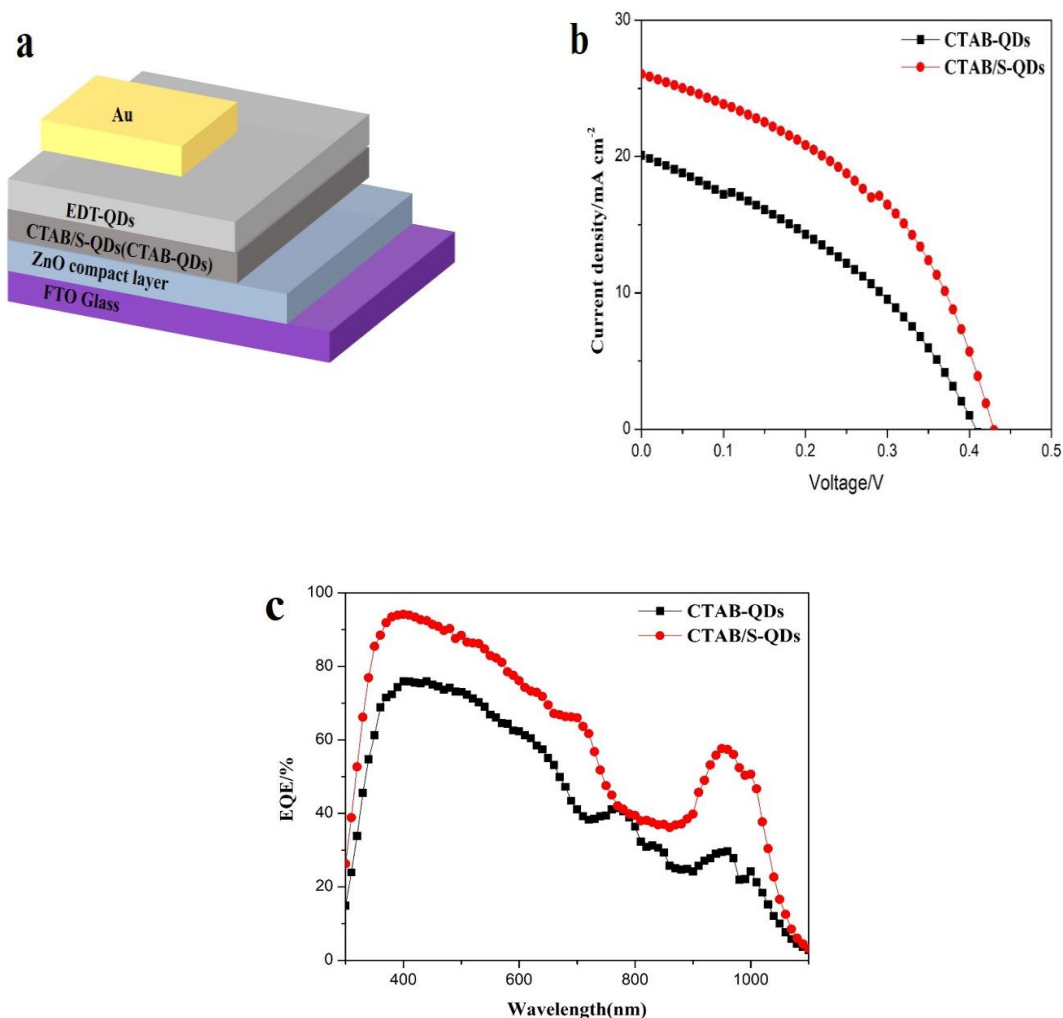 a
Au
EDT-QDs
CTAB/S-QDs(CTAB-QDs)
ZnO compact layer
FTO Glass
b
CTAB-QDs
CTAB/S-QDs
Current density/mA cm⁻²
30
20
10
0
0.0 0.1 0.2 0.3 0.4 0.5
Voltage/V
c
CTAB-QDs
CTAB/S-QDs
EQE/%
100
80
60
40
20
0
400 600 800 1000
Wavelength(nm)